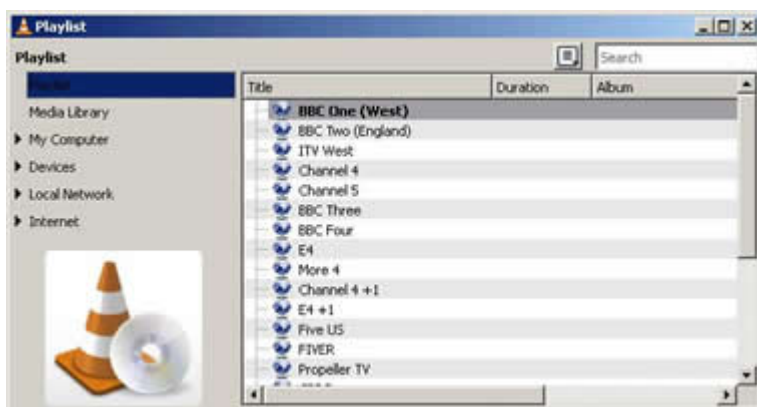 Playlist
Playlist
Search
Playlist
Media Library
My Computer
Devices
Local Network
Internet
Title Duration Album
BBC One (West)
BBC Two (England)
ITV West
Channel 4
Channel 5
BBC Three
BBC Four
E4
More 4
Channel 4 +1
E4 +1
Five US
FIVER
Propeller TV